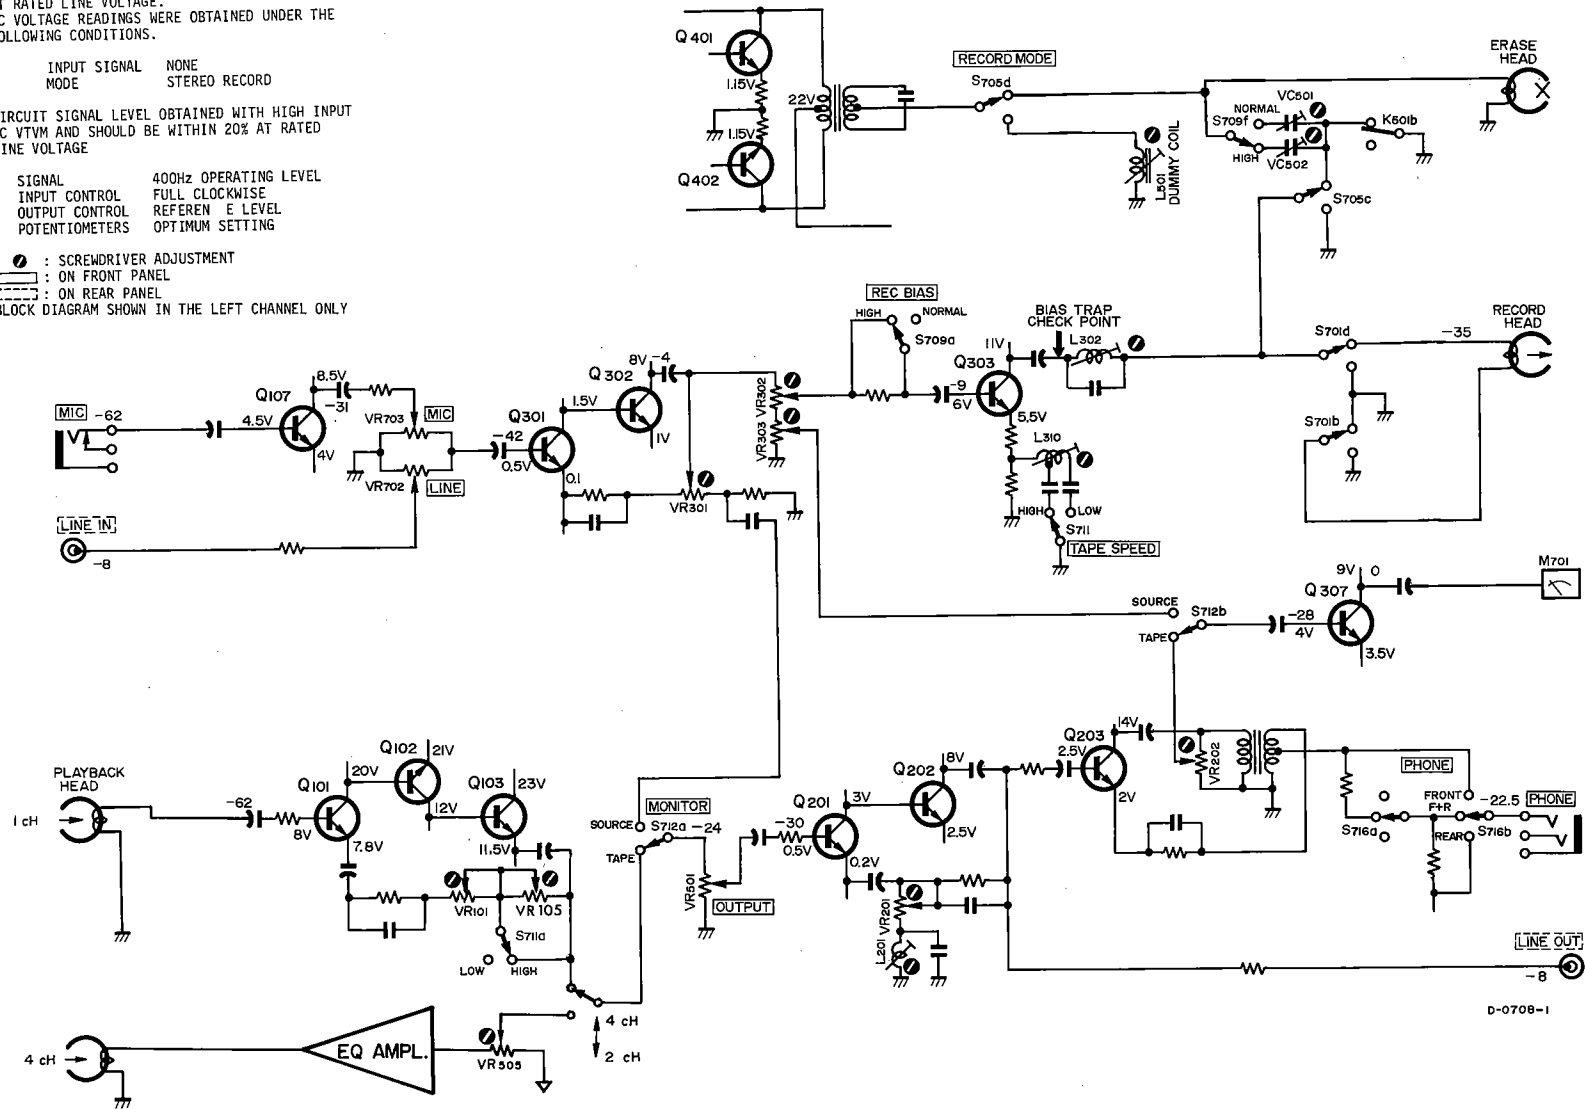 T RATED LINE VOLTAGE.
C VOLTAGE READINGS WERE OBTAINED UNDER THE
OLLOWING CONDITIONS.
INPUT SIGNAL NONE
MODE STEREO RECORD
IRCUIT SIGNAL LEVEL OBTAINED WITH HIGH INPUT
C VTVM AND SHOULD BE WITHIN 20% AT RATED
INE VOLTAGE
SIGNAL 400Hz OPERATING LEVEL
INPUT CONTROL FULL CLOCKWISE
OUTPUT CONTROL REFEREN E LEVEL
POTENTIOMETERS OPTIMUM SETTING
: SCREWDRIVER ADJUSTMENT
: ON FRONT PANEL
: ON REAR PANEL
BLOCK DIAGRAM SHOWN IN THE LEFT CHANNEL ONLY
Q401
1.15V
22V
1.15V
Q402
RECORD MODE
S705d
L501
DUMMY COIL
ERASE
HEAD
X
VC501
NORMAL
S709f
HIGH
VC502
K501b
S705c
REC BIAS
HIGH
NORMAL
S709a
BIAS TRAP
CHECK POINT
L302
11V
Q303
-9
6V
5.5V
L310
HIGH
LOW
S711
TAPE SPEED
S701d
-35
RECORD
HEAD
S701b
MIC
-62
4.5V
Q107
8.5V
-31
4V
VR703
MIC
VR702
LINE
LINE IN
-8
-42
0.5V
Q301
0.1
1.5V
Q302
8V
-4
1V
VR301
VR302
VR303
SOURCE
S712b
TAPE
-28
4V
Q307
9V
0
3.5V
M701
PLAYBACK
HEAD
1 cH
-62
8V
Q101
7.8V
20V
Q102
21V
12V
Q103
23V
11.5V
VR101
VR105
S711a
LOW
HIGH
4 cH
2 cH
4 cH
EQ AMPL.
VR505
MONITOR
SOURCE
S712a
-24
TAPE
VR501
OUTPUT
-30
0.5V
Q201
3V
0.2V
Q202
8V
2.5V
VR201
L201
2.5V
Q203
14V
2V
VR202
PHONE
FRONT
F+R
REAR
S716a
S716b
-22.5
PHONE
LINE OUT
-8
D-0708-1